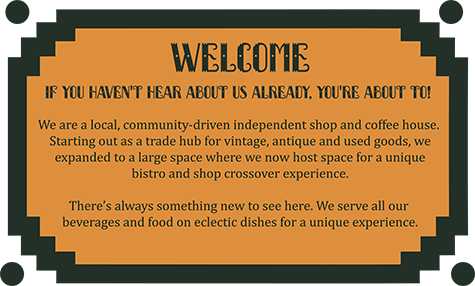 WELCOME
IF YOU HAVEN'T HEAR ABOUT US ALREADY, YOU'RE ABOUT TO!
We are a local, community-driven independent shop and coffee house.
Starting out as a trade hub for vintage, antique and used goods, we
expanded to a large space where we now host space for a unique
bistro and shop crossover experience.
There's always something new to see here. We serve all our
beverages and food on eclectic dishes for a unique experience.